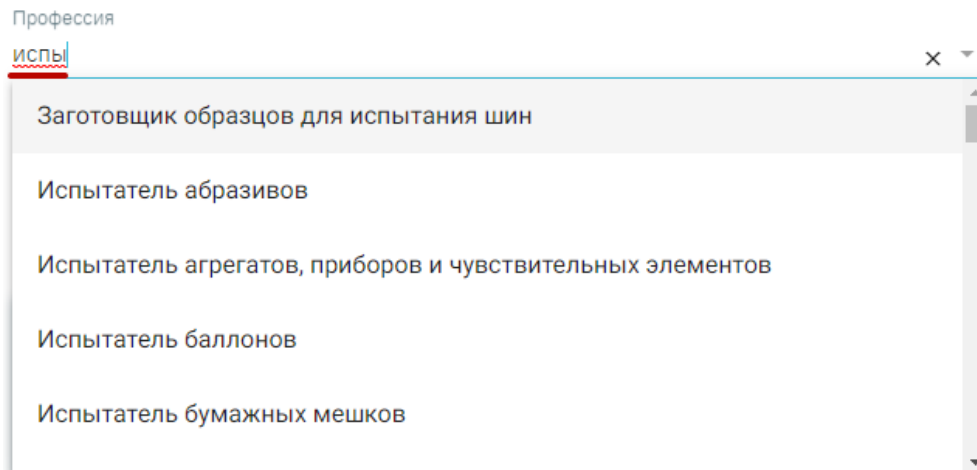 Профессия
испы
Заготовщик образцов для испытания шин
Испытатель абразивов
Испытатель агрегатов, приборов и чувствительных элементов
Испытатель баллонов
Испытатель бумажных мешков